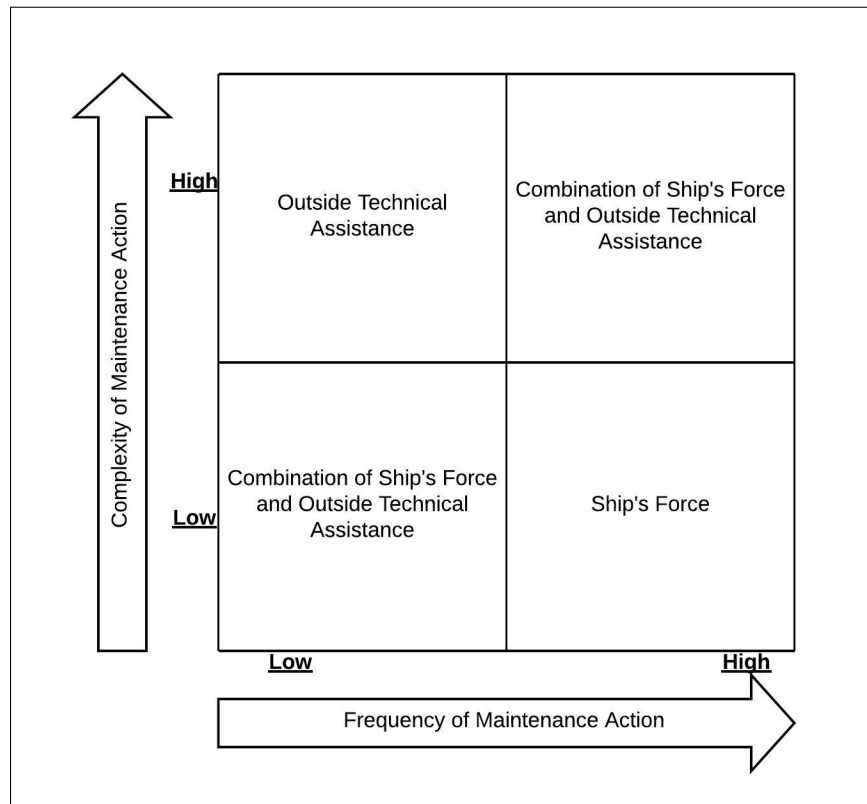 High
Outside Technical
Assistance
Combination of Ship's Force
and Outside Technical
Assistance
Complexity of Maintenance Action
Low
Combination of Ship's Force
and Outside Technical
Assistance
Ship's Force
Low
High
Frequency of Maintenance Action